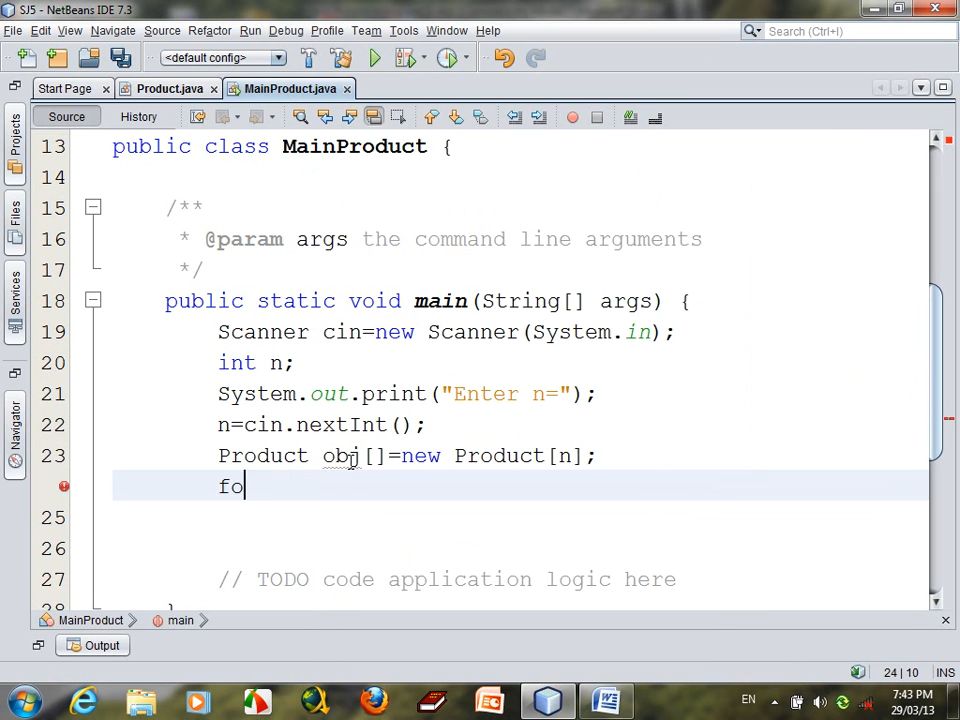 SJ5 - NetBeans IDE 7.3
File Edit View Navigate Source Refactor Run Debug Profile Team Tools Window Help
Search (Ctrl+I)
<default config>
Start Page Product.java MainProduct.java
Source History
Projects
Files
Services
Navigator
13 public class MainProduct {
14
15 /**
16 * @param args the command line arguments
17 */
18 public static void main(String[] args) {
19 Scanner cin=new Scanner(System.in);
20 int n;
21 System.out.print("Enter n=");
22 n=cin.nextInt();
23 Product obj[]=new Product[n];
fo
25
26
27 // TODO code application logic here
28 }
MainProduct main
Output
24 | 10 INS
EN 7:43 PM
29/03/13